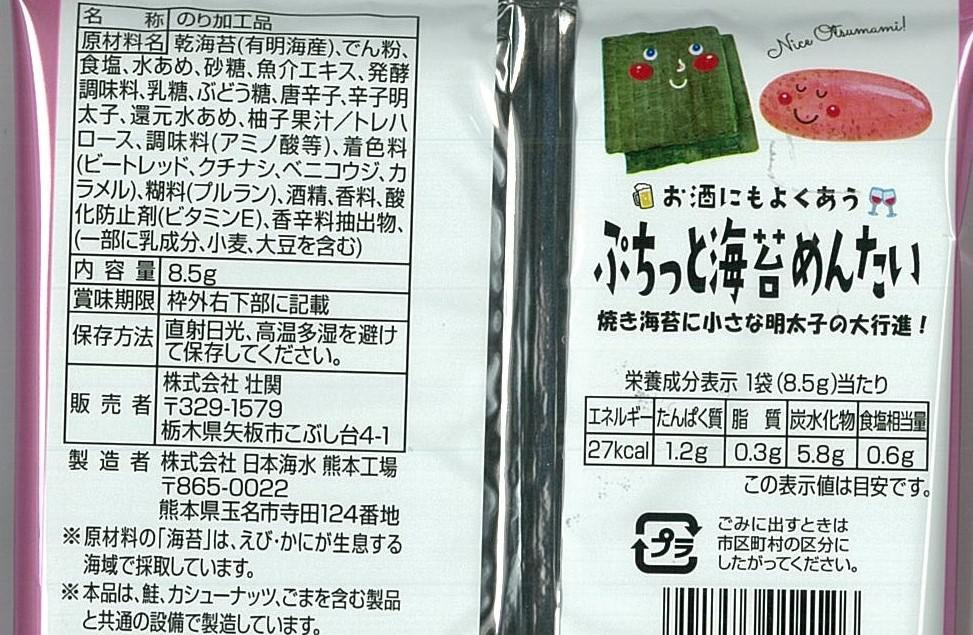 名称 のり加工品
原材料名 乾海苔(有明海産)、でん粉、
食塩、水あめ、砂糖、魚介エキス、発酵
調味料、乳糖、ぶどう糖、唐辛子、辛子明
太子、還元水あめ、柚子果汁／トレハ
ロース、調味料(アミノ酸等)、着色料
(ビートレッド、クチナシ、ベニコウジ、カ
ラメル)、糊料(プルラン)、酒精、香料、酸
化防止剤(ビタミンE)、香辛料抽出物、
(一部に乳成分、小麦、大豆を含む)
内容量 8.5g
賞味期限 枠外右下部に記載
保存方法 直射日光、高温多湿を避け
て保存してください。
販売者 株式会社 壮関
〒329-1579
栃木県矢板市こぶし台4-1
製造者 株式会社 日本海水 熊本工場
〒865-0022
熊本県玉名市寺田124番地
※原材料の「海苔」は、えび・かにが生息する
海域で採取しています。
※本品は、鮭、カシューナッツ、ごまを含む製品
と共通の設備で製造しています。
Nice Otsumami!
お酒にもよくあう
ぷちっと海苔めんたい
焼き海苔に小さな明太子の大行進！
栄養成分表示 1袋(8.5g)当たり
エネルギー たんぱく質 脂質 炭水化物 食塩相当量
27kcal 1.2g 0.3g 5.8g 0.6g
この表示値は目安です。
プラ
ごみに出すときは
市区町村の区分に
したがってください。